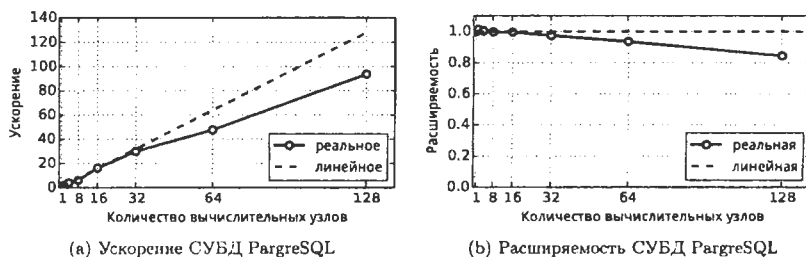 140
120
100
80
60
40
20
0
Ускорение
реальное
линейное
1 8 16 32 64 128
Количество вычислительных узлов
(a) Ускорение СУБД PargreSQL
1.0
0.8
0.6
0.4
0.2
0.0
Расширяемость
реальная
линейная
1 8 16 32 64 128
Количество вычислительных узлов
(b) Расширяемость СУБД PargreSQL